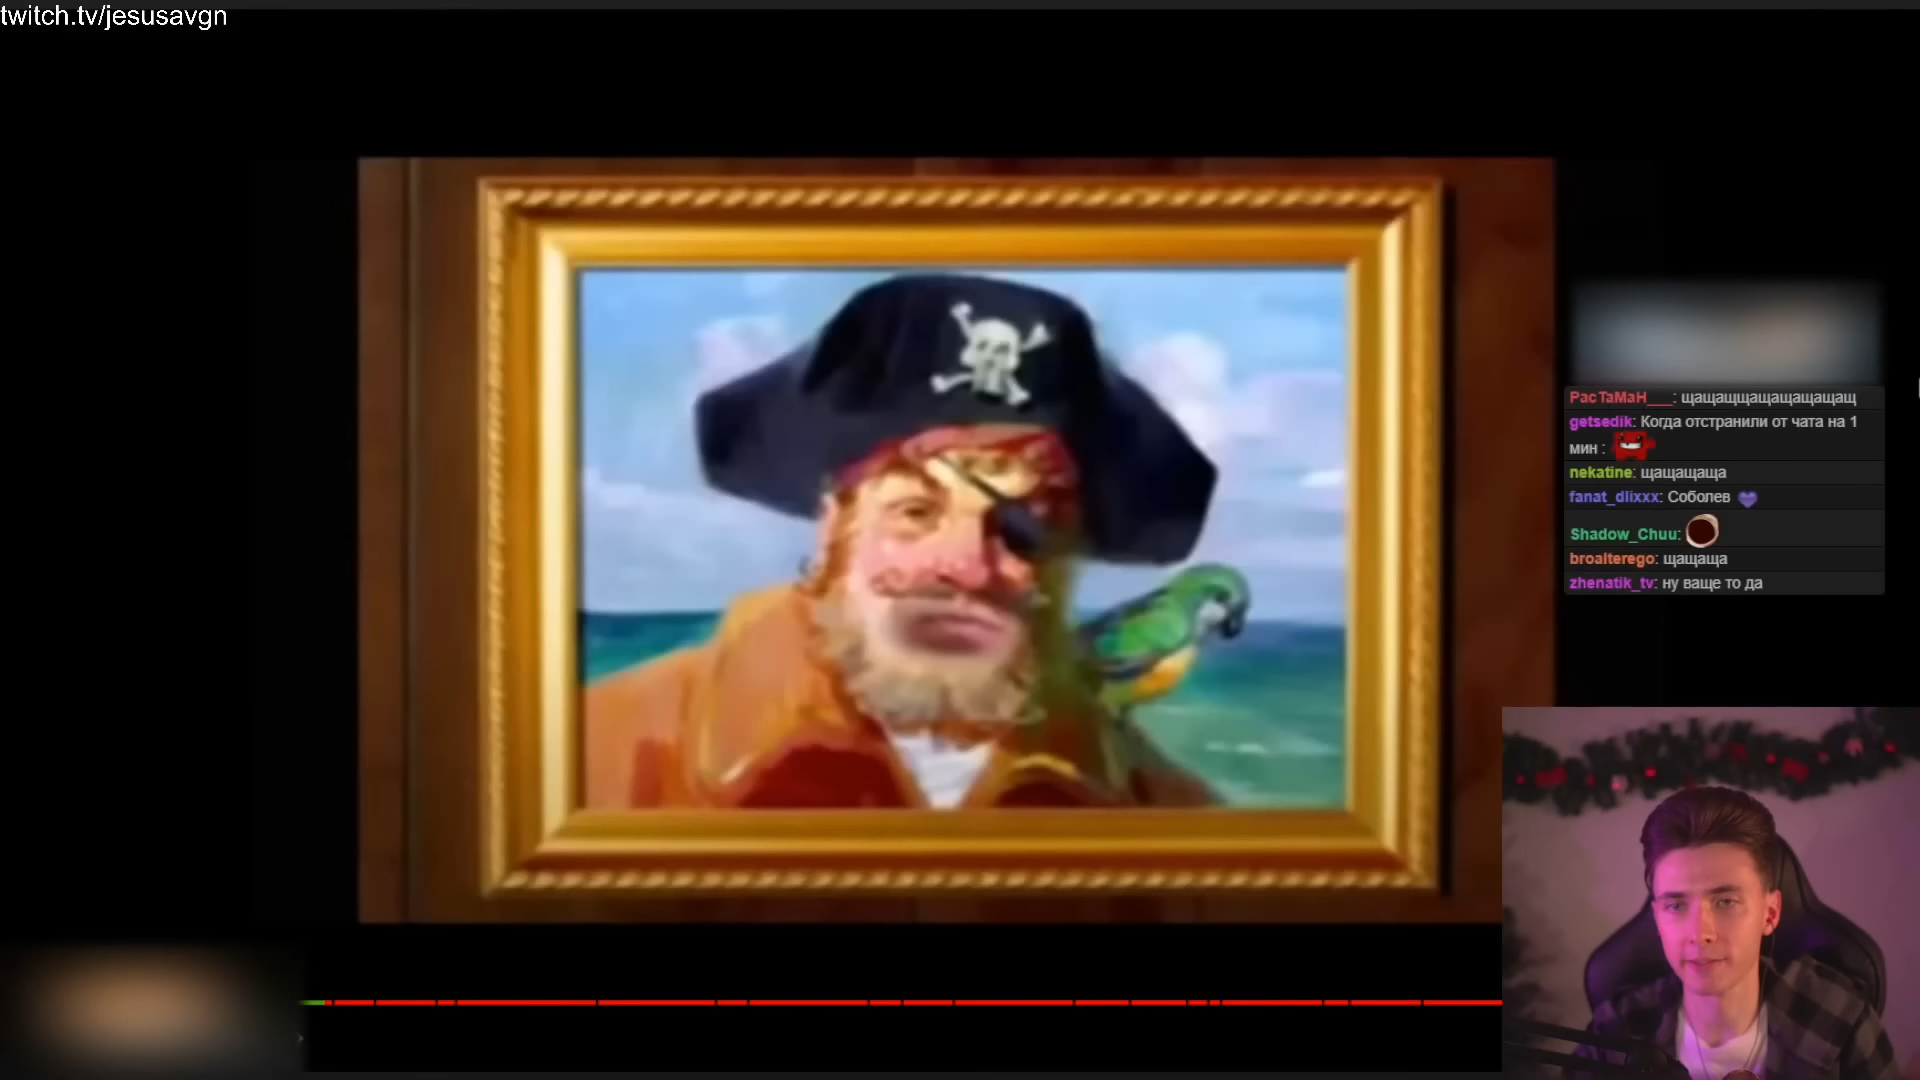 twitch.tv/jesusavgn
РасТаМаН___: щащащщащащащащащ
getsedik: Когда отстранили от чата на 1
мин :
nekatine: щащащаща
fanat_dlixxx: Соболев
Shadow_Chuu:
broalterego: щащаща
zhenatik_tv: ну ваще то да